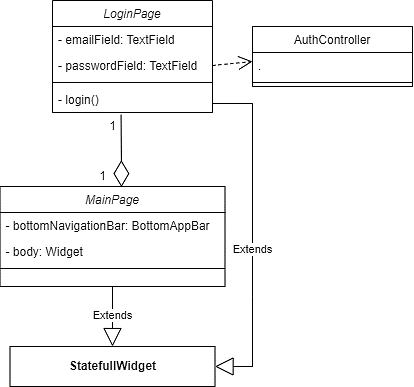 LoginPage
- emailField: TextField
- passwordField: TextField
- login()
AuthController
.
1
1
MainPage
- bottomNavigationBar: BottomAppBar
- body: Widget
Extends
Extends
StatefullWidget